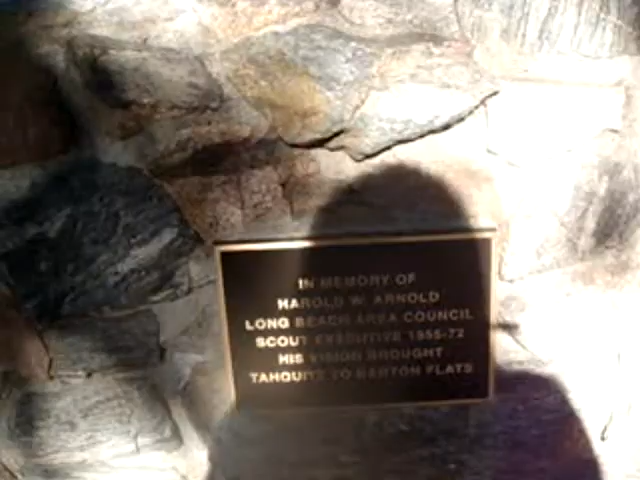 IN MEMORY OF
HAROLD W. ARNOLD
LONG BEACH AREA COUNCIL
SCOUT EXECUTIVE 1955-72
HIS VISION BROUGHT
TAHQUITZ TO BARTON FLATS